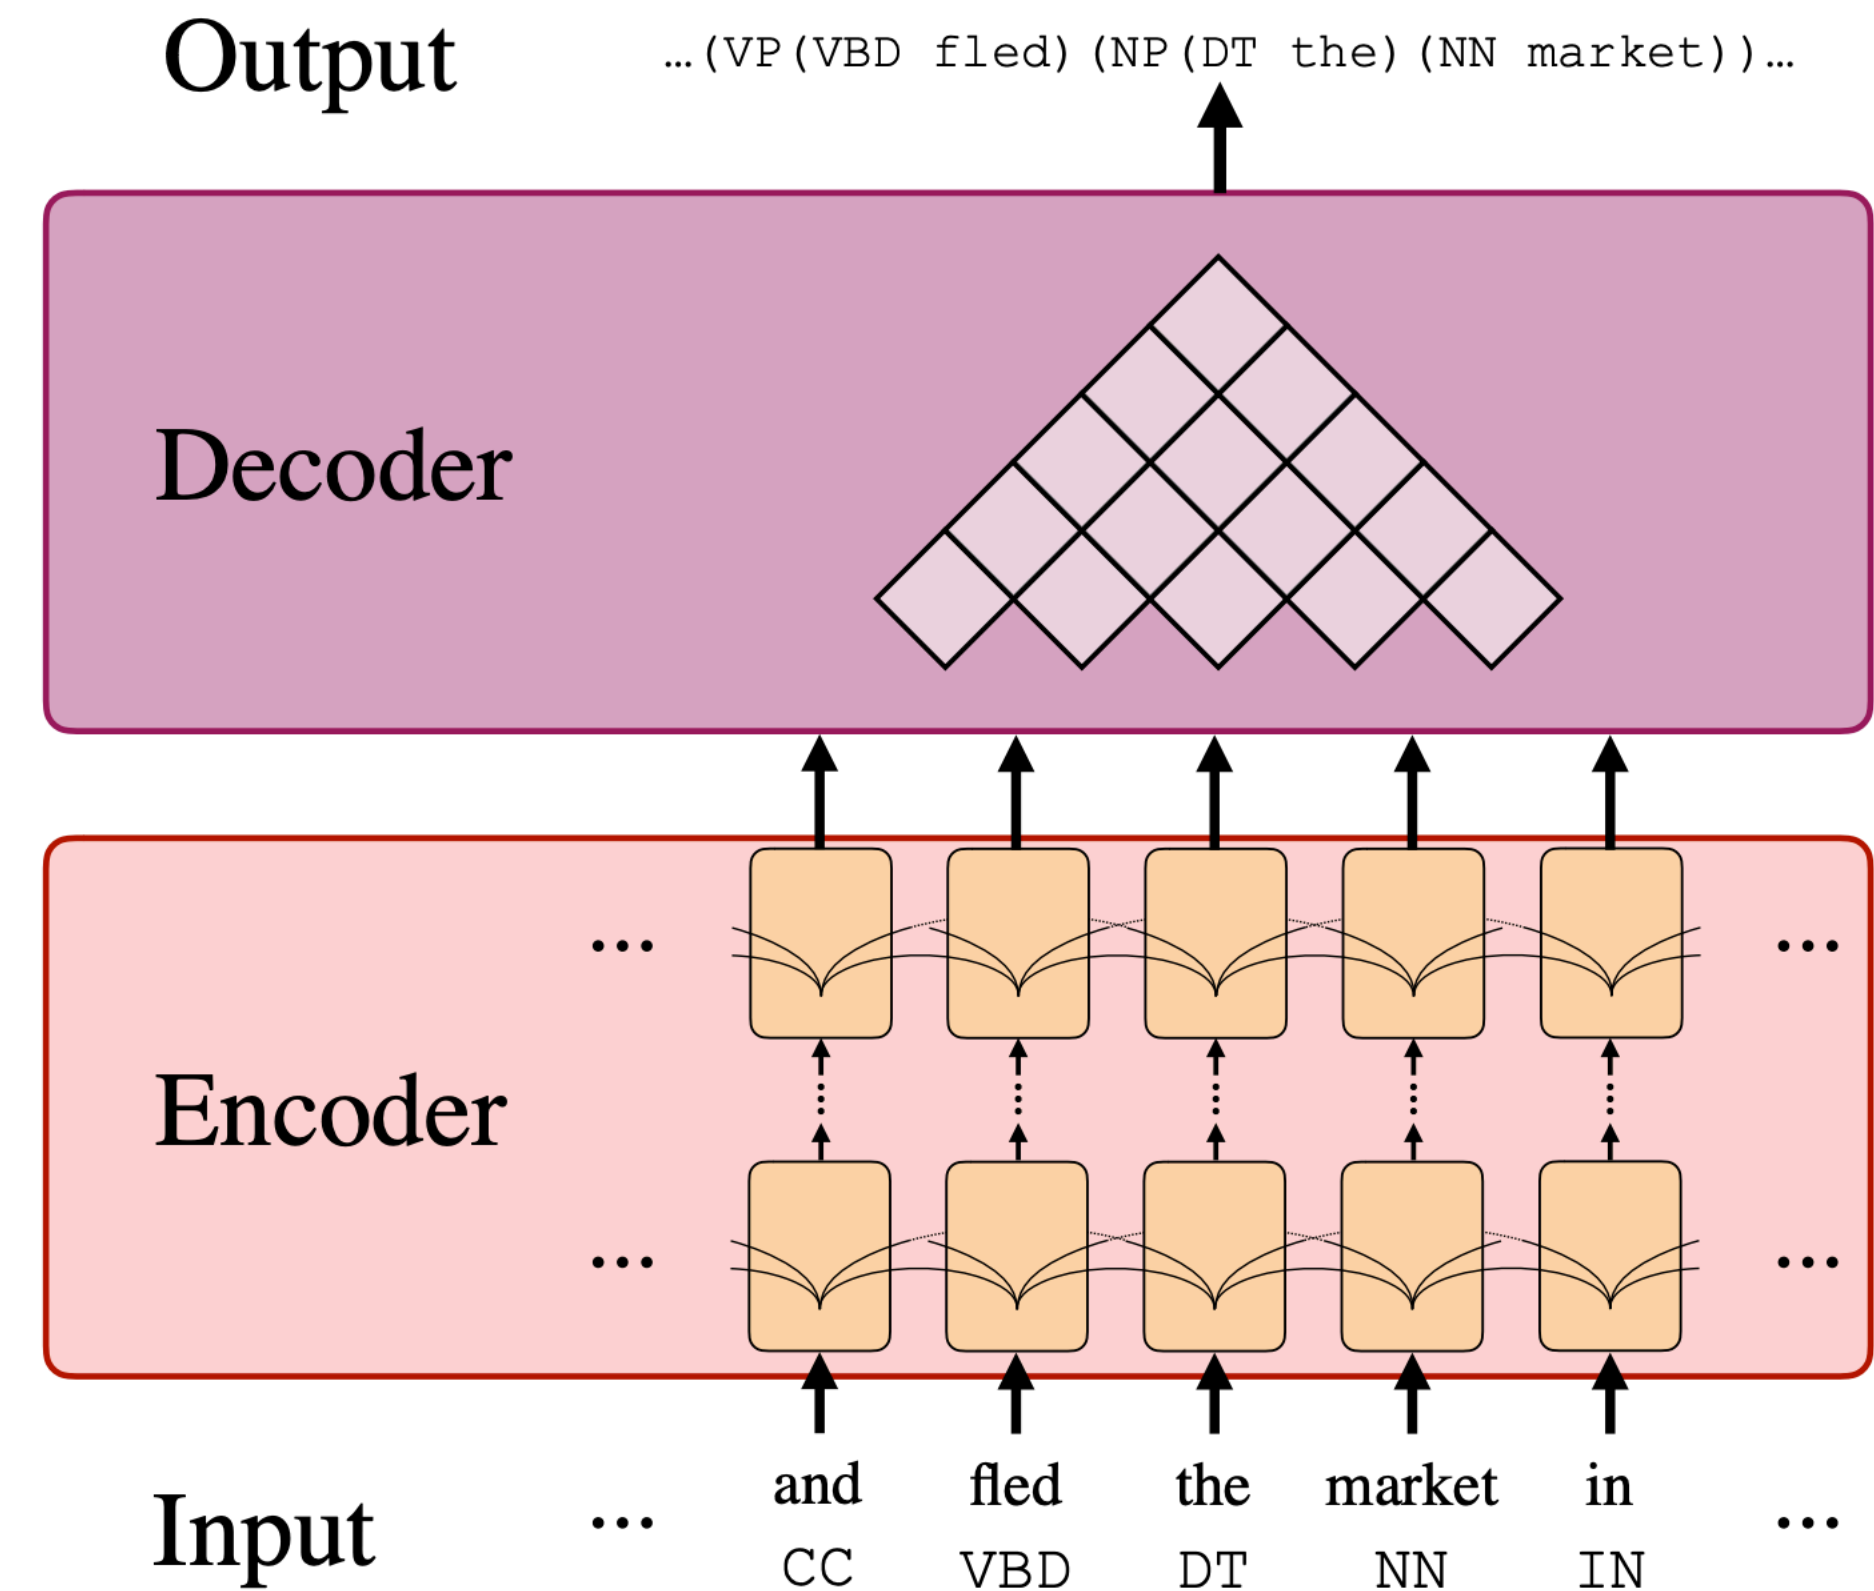 Output …(VP(VBD fled)(NP(DT the)(NN market))…
Decoder
... ...
Encoder
... ...
... and fled the market in ...
Input CC VBD DT NN IN